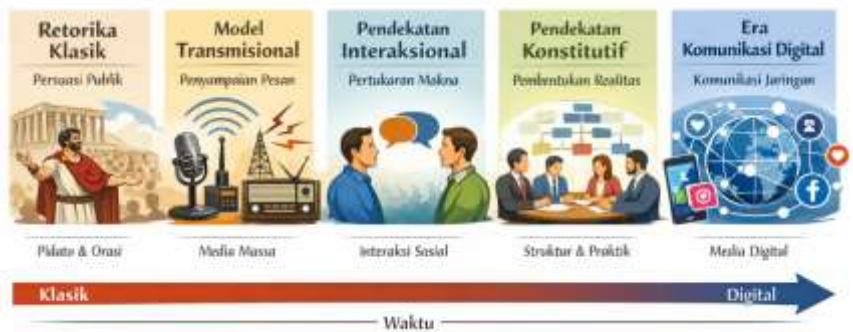 Retorika
Klasik
Persuasi Publik
Pidato & Orasi
Model
Transmisional
Penyampaian Pesan
Media Massa
Pendekatan
Interaksional
Pertukaran Makna
Interaksi Sosial
Pendekatan
Konstitutif
Pembentukan Realitas
Struktur & Praktik
Era
Komunikasi Digital
Komunikasi Jaringan
f
Media Digital
Klasik
Digital
Waktu